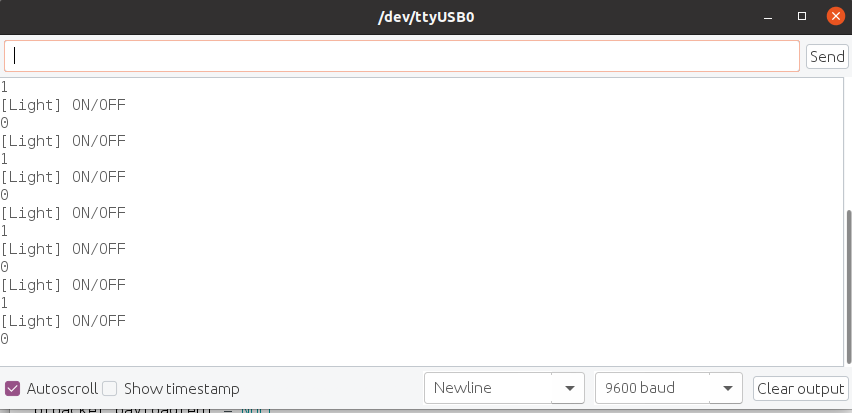 /dev/ttyUSB0
Send
1
[Light] ON/OFF
0
[Light] ON/OFF
1
[Light] ON/OFF
0
[Light] ON/OFF
1
[Light] ON/OFF
0
[Light] ON/OFF
1
[Light] ON/OFF
0
Autoscroll Show timestamp Newline 9600 baud Clear output